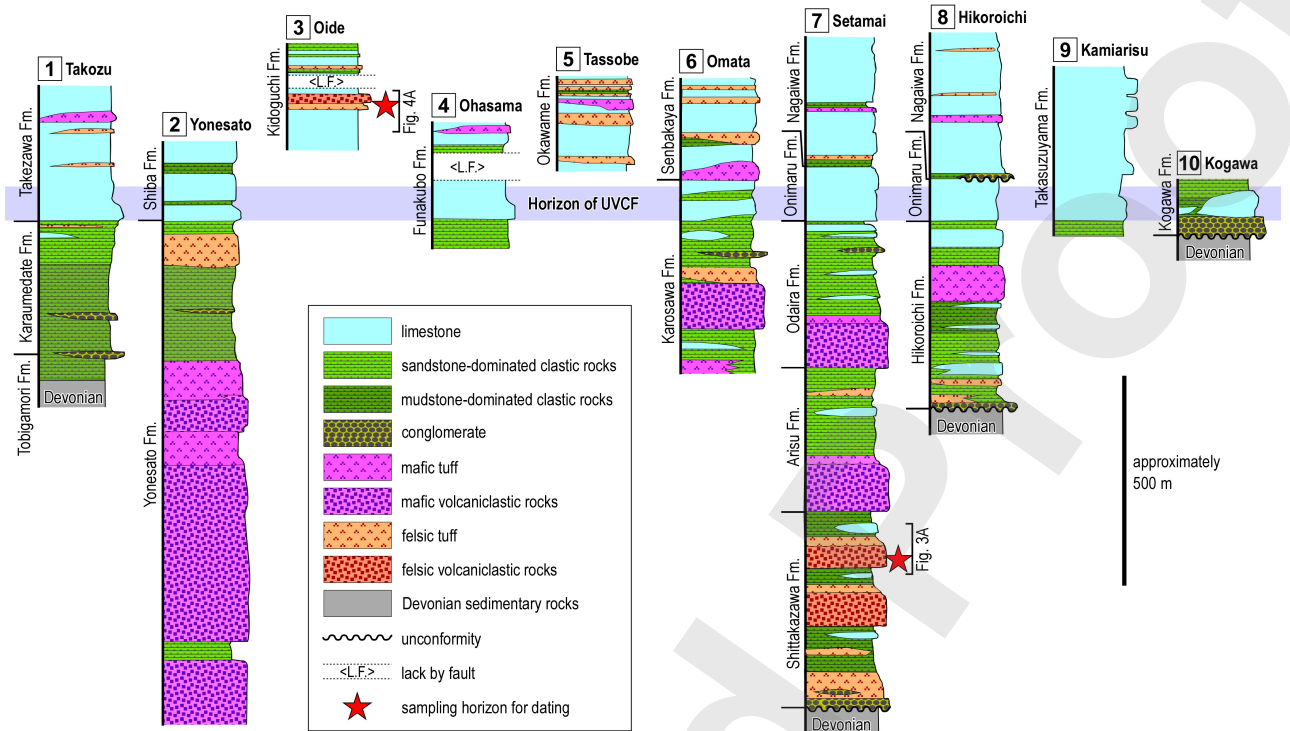 1 Takozu
Takezawa Fm.
Karaumedate Fm.
Tobigamori Fm.
Devonian
2 Yonesato
Shiba Fm.
Yonesato Fm.
3 Oide
Kidoguchi Fm.
<L.F.>
Fig. 4A
4 Ohasama
Funakubo Fm.
<L.F.>
5 Tassobe
Okawame Fm.
Horizon of UVCF
6 Omata
Senbakaya Fm.
Karosawa Fm.
7 Setamai
Nagaiwa Fm.
Onimaru Fm.
Odaira Fm.
Arisu Fm.
Shittakazawa Fm.
Fig. 3A
Devonian
8 Hikoroichi
Nagaiwa Fm.
Onimaru Fm.
Hikoroichi Fm.
Devonian
9 Kamiarisu
Takasuzuyama Fm.
10 Kogawa
Kogawa Fm.
Devonian
limestone
sandstone-dominated clastic rocks
mudstone-dominated clastic rocks
conglomerate
mafic tuff
mafic volcaniclastic rocks
felsic tuff
felsic volcaniclastic rocks
Devonian sedimentary rocks
unconformity
<L.F.> lack by fault
sampling horizon for dating
approximately
500 m